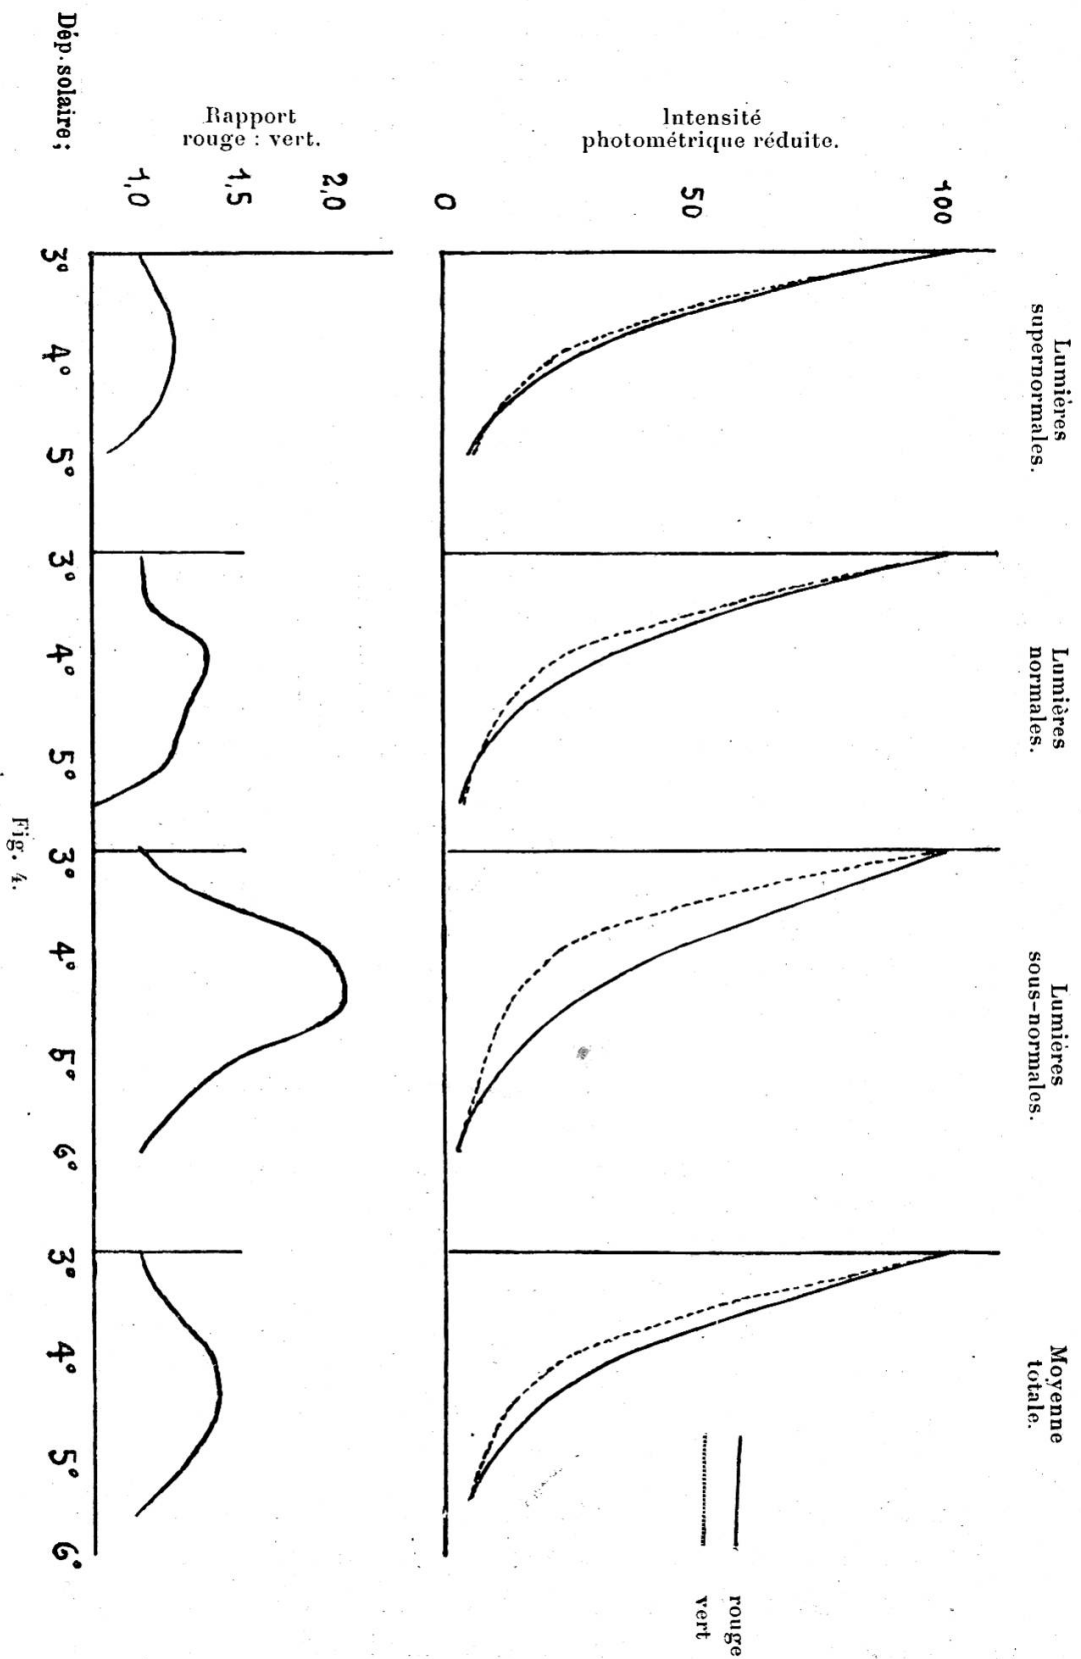 Lumières
supernormales.
Lumières
normales.
Lumières
sous-normales.
Moyenne
totale.
Intensité
photométrique réduite.
100
50
0
rouge
vert
Rapport
rouge : vert.
2,0
1,5
1,0
Dép. solaire;
3° 4° 5° 3° 4° 5° 3° 4° 5° 6° 3° 4° 5° 6°
Fig. 4.